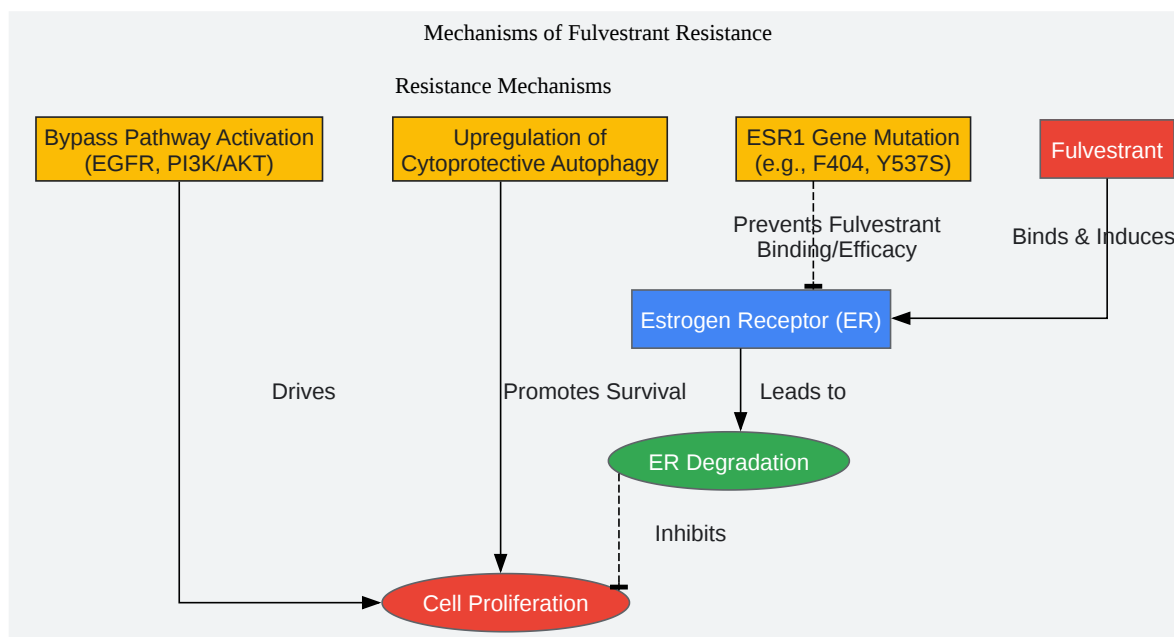 Mechanisms of Fulvestrant Resistance
Resistance Mechanisms
Bypass Pathway Activation
(EGFR, PI3K/AKT)
Upregulation of
Cytoprotective Autophagy
ESR1 Gene Mutation
(e.g., F404, Y537S)
Fulvestrant
Prevents Fulvestrant
Binding/Efficacy
Binds & Induces
Estrogen Receptor (ER)
Drives
Promotes Survival
Leads to
ER Degradation
Inhibits
Cell Proliferation